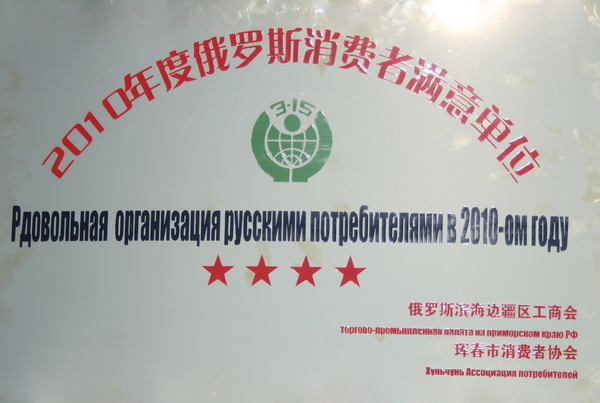 2010年度俄罗斯消费者满意单位
3·15
Рдовольная организация русскими потребителями в 2010-ом году
俄罗斯滨海边疆区工商会
торгово-промышленная палата на приморском краю РФ
珲春市消费者协会
Хуньчунь Ассоциация потребителей